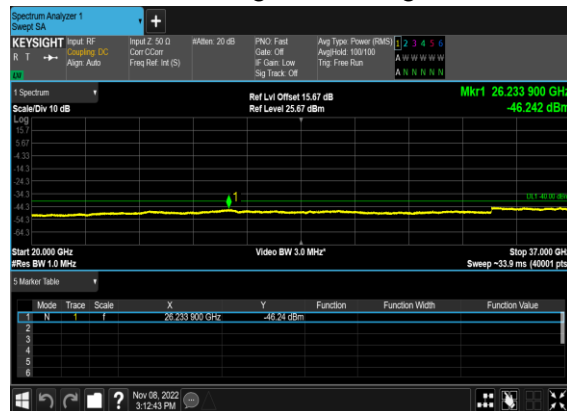 Spectrum Analyzer 1
Swept SA
+
KEYSIGHT
R T
Input: RF
Coupling: DC
Align: Auto
Input Z: 50 Ω
Corr CCorr
Freq Ref: Int (S)
#Atten: 20 dB
PNO: Fast
Gate: Off
IF Gain: Low
Sig Track: Off
Avg Type: Power (RMS)
Avg|Hold: 100/100
Trig: Free Run
1 2 3 4 5 6
A W W W W W
A N N N N N
1 Spectrum
Scale/Div 10 dB
Ref Lvl Offset 15.67 dB
Ref Level 25.67 dBm
Mkr1 26.233 900 GHz
-46.242 dBm
Log
15.7
5.67
-4.33
-14.3
-24.3
-34.3
-44.3
-54.3
-64.3
1
Start 20.000 GHz
#Res BW 1.0 MHz
Video BW 3.0 MHz*
Stop 37.000 GHz
Sweep ~33.9 ms (40001 pts)
5 Marker Table
Mode Trace Scale X Y Function Function Width Function Value
1 N 1 f 26.233 900 GHz -46.24 dBm
2
3
4
5
6
?
Nov 08, 2022
3:12:43 PM